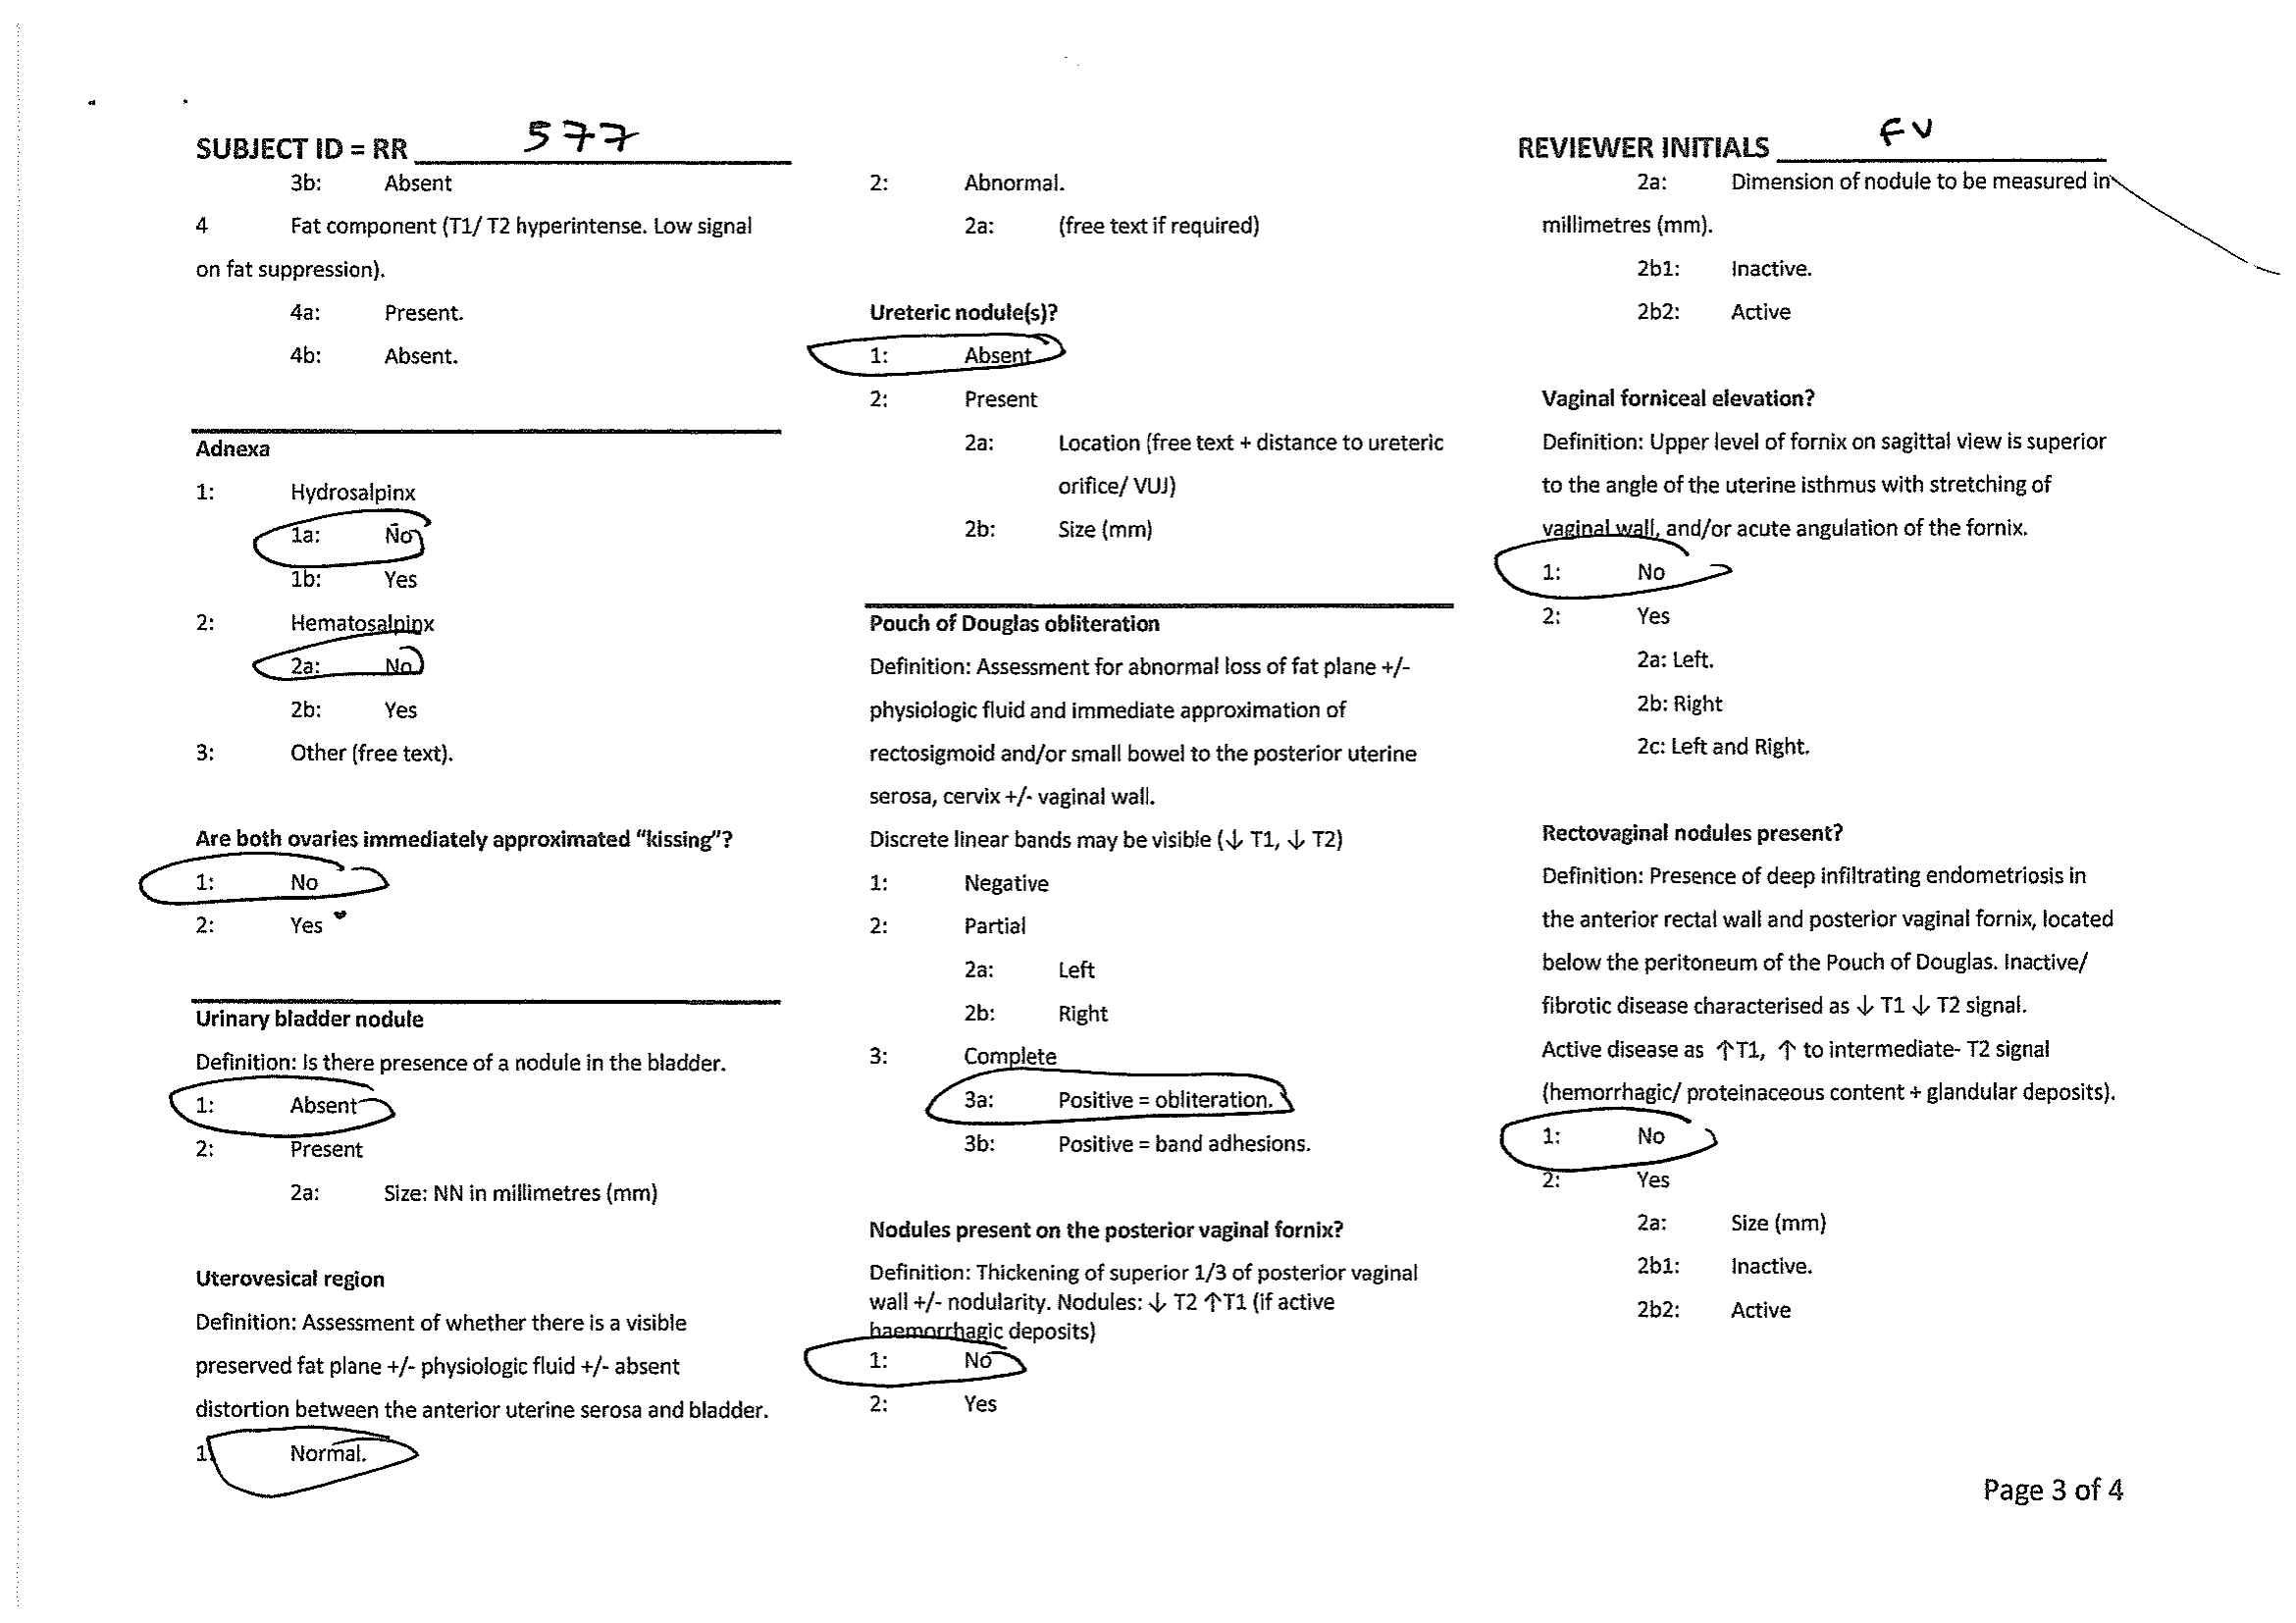 SUBJECT ID = RR 577
3b: Absent
4 Fat component (T1/ T2 hyperintense. Low signal
on fat suppression).
4a: Present.
4b: Absent.
Adnexa
1: Hydrosalpinx
1a: No
1b: Yes
2: Hematosalpinx
2a: No
2b: Yes
3: Other (free text).
Are both ovaries immediately approximated "kissing"?
1: No
2: Yes
Urinary bladder nodule
Definition: Is there presence of a nodule in the bladder.
1: Absent
2: Present
2a: Size: NN in millimetres (mm)
Uterovesical region
Definition: Assessment of whether there is a visible
preserved fat plane +/- physiologic fluid +/- absent
distortion between the anterior uterine serosa and bladder.
1: Normal.
2: Abnormal.
2a: (free text if required)
Ureteric nodule(s)?
1: Absent
2: Present
2a: Location (free text + distance to ureteric
orifice/ VUJ)
2b: Size (mm)
Pouch of Douglas obliteration
Definition: Assessment for abnormal loss of fat plane +/-
physiologic fluid and immediate approximation of
rectosigmoid and/or small bowel to the posterior uterine
serosa, cervix +/- vaginal wall.
Discrete linear bands may be visible (↓ T1, ↓ T2)
1: Negative
2: Partial
2a: Left
2b: Right
3: Complete
3a: Positive = obliteration.
3b: Positive = band adhesions.
Nodules present on the posterior vaginal fornix?
Definition: Thickening of superior 1/3 of posterior vaginal
wall +/- nodularity. Nodules: ↓ T2 ↑T1 (if active
haemorrhagic deposits)
1: No
2: Yes
REVIEWER INITIALS FV
2a: Dimension of nodule to be measured in
millimetres (mm).
2b1: Inactive.
2b2: Active
Vaginal forniceal elevation?
Definition: Upper level of fornix on sagittal view is superior
to the angle of the uterine isthmus with stretching of
vaginal wall, and/or acute angulation of the fornix.
1: No
2: Yes
2a: Left.
2b: Right
2c: Left and Right.
Rectovaginal nodules present?
Definition: Presence of deep infiltrating endometriosis in
the anterior rectal wall and posterior vaginal fornix, located
below the peritoneum of the Pouch of Douglas. Inactive/
fibrotic disease characterised as ↓ T1 ↓ T2 signal.
Active disease as ↑T1, ↑ to intermediate- T2 signal
(hemorrhagic/ proteinaceous content + glandular deposits).
1: No
2: Yes
2a: Size (mm)
2b1: Inactive.
2b2: Active
Page 3 of 4